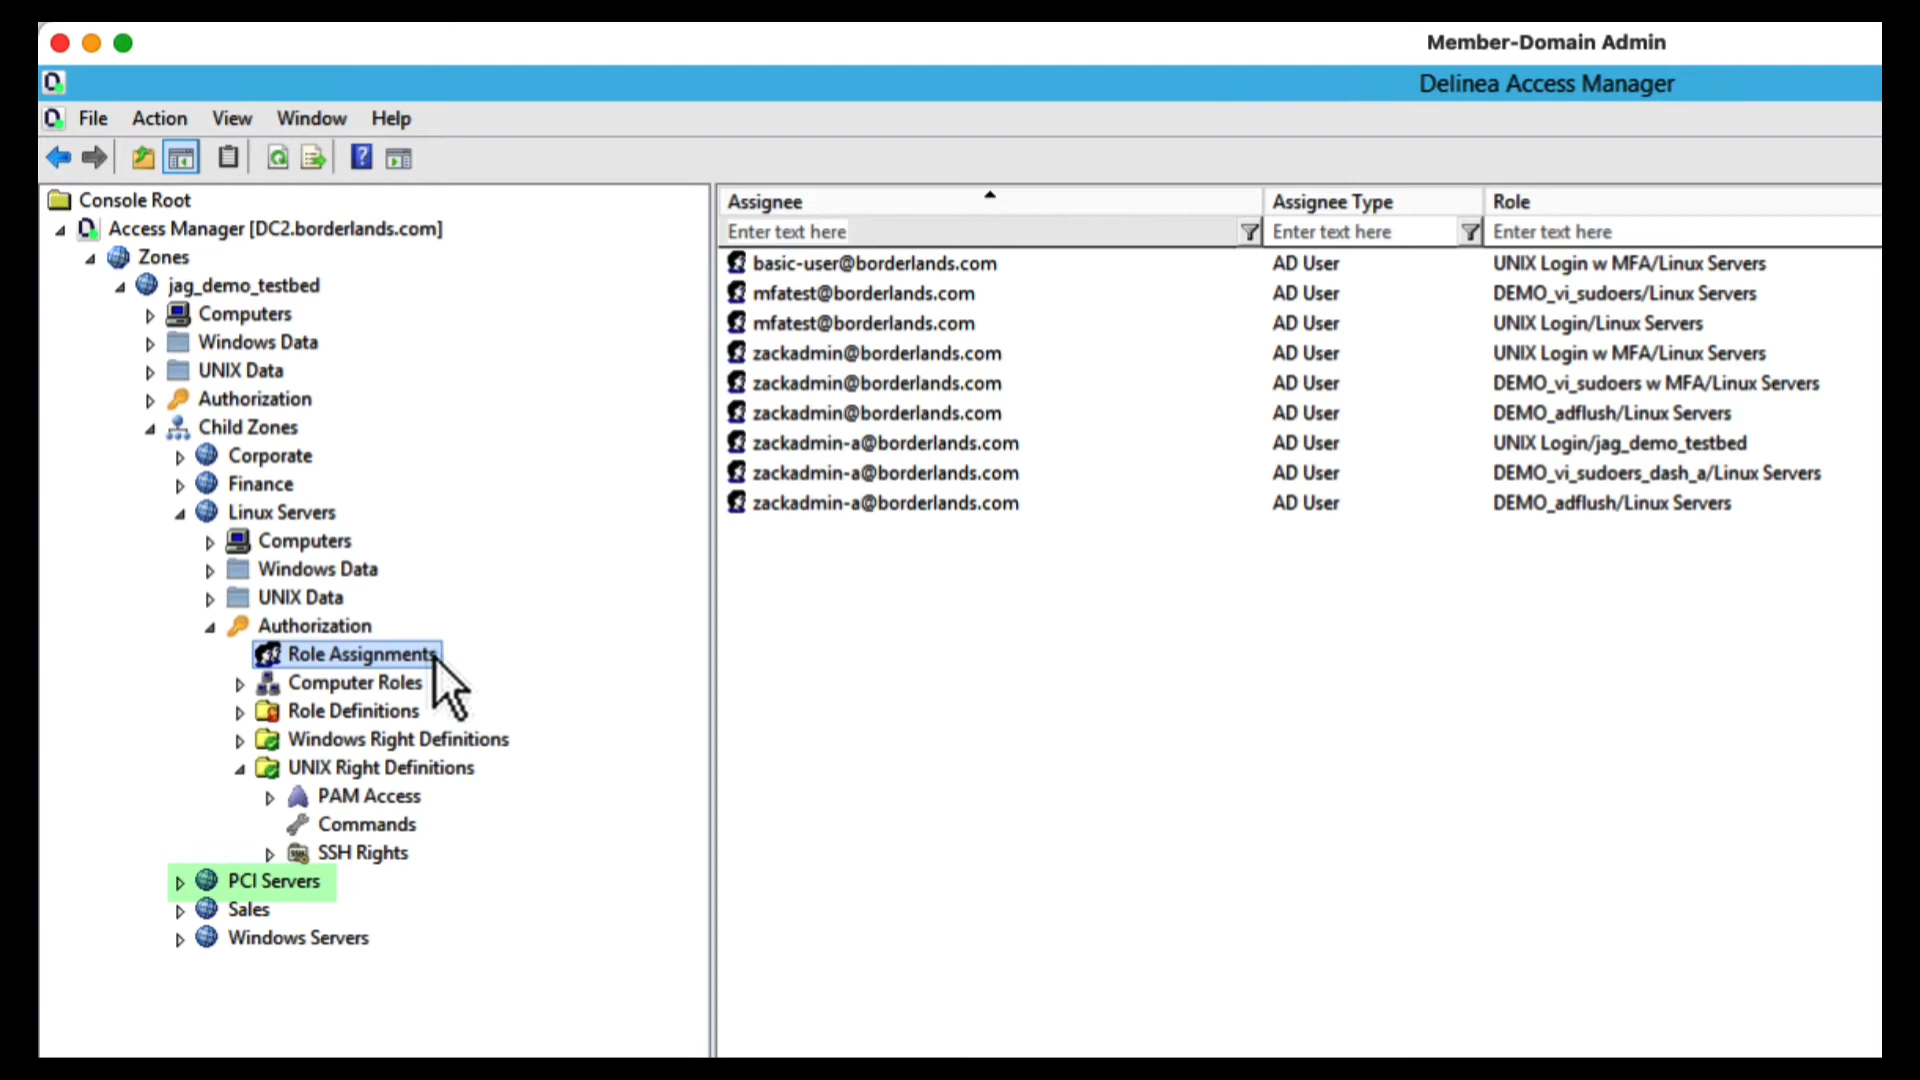 Member-Domain Admin
Delinea Access Manager
File Action View Window Help
Console Root
Access Manager [DC2.borderlands.com]
Zones
jag_demo_testbed
Computers
Windows Data
UNIX Data
Authorization
Child Zones
Corporate
Finance
Linux Servers
Computers
Windows Data
UNIX Data
Authorization
Role Assignments
Computer Roles
Role Definitions
Windows Right Definitions
UNIX Right Definitions
PAM Access
Commands
SSH Rights
PCI Servers
Sales
Windows Servers
Assignee Assignee Type Role
Enter text here Enter text here Enter text here
basic-user@borderlands.com AD User UNIX Login w MFA/Linux Servers
mfatest@borderlands.com AD User DEMO_vi_sudoers/Linux Servers
mfatest@borderlands.com AD User UNIX Login/Linux Servers
zackadmin@borderlands.com AD User UNIX Login w MFA/Linux Servers
zackadmin@borderlands.com AD User DEMO_vi_sudoers w MFA/Linux Servers
zackadmin@borderlands.com AD User DEMO_adflush/Linux Servers
zackadmin-a@borderlands.com AD User UNIX Login/jag_demo_testbed
zackadmin-a@borderlands.com AD User DEMO_vi_sudoers_dash_a/Linux Servers
zackadmin-a@borderlands.com AD User DEMO_adflush/Linux Servers